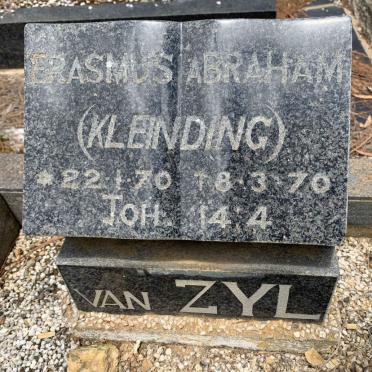 ERASMUS ABRAHAM
(KLEINDING)
* 22·1·70 †8·3·70
JOH. 14·4
VAN ZYL